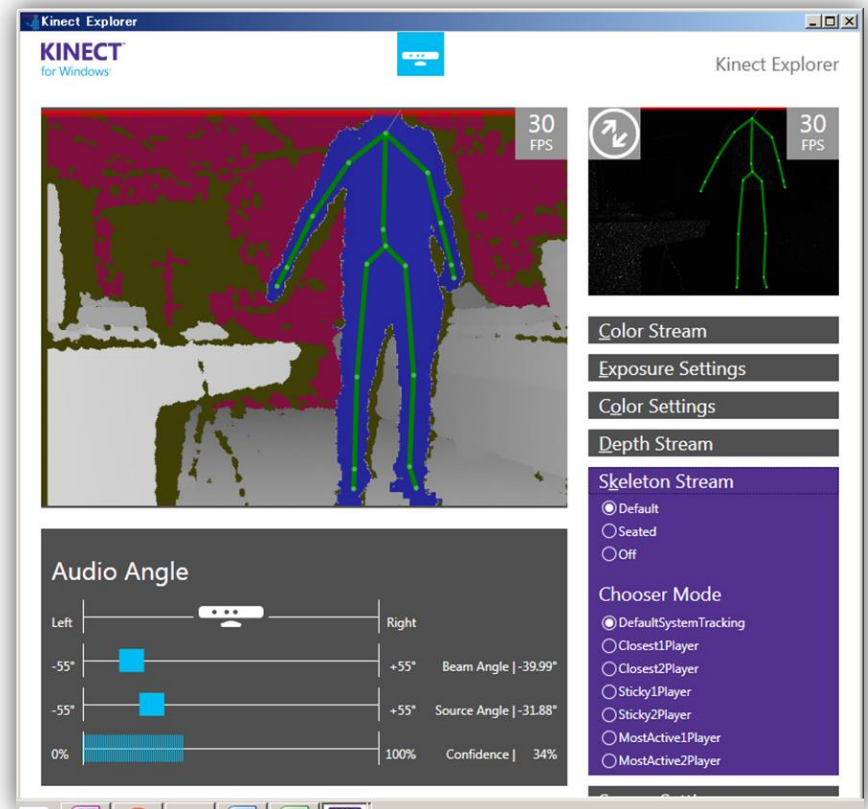 Kinect Explorer
KINECT™
for Windows®
Kinect Explorer
30
FPS
30
FPS
Color Stream
Exposure Settings
Color Settings
Depth Stream
Skeleton Stream
Default
Seated
Off
Chooser Mode
DefaultSystemTracking
Closest1Player
Closest2Player
Sticky1Player
Sticky2Player
MostActive1Player
MostActive2Player
Audio Angle
Left Right
-55° +55° Beam Angle | -39.99°
-55° +55° Source Angle | -31.88°
0% 100% Confidence | 34%